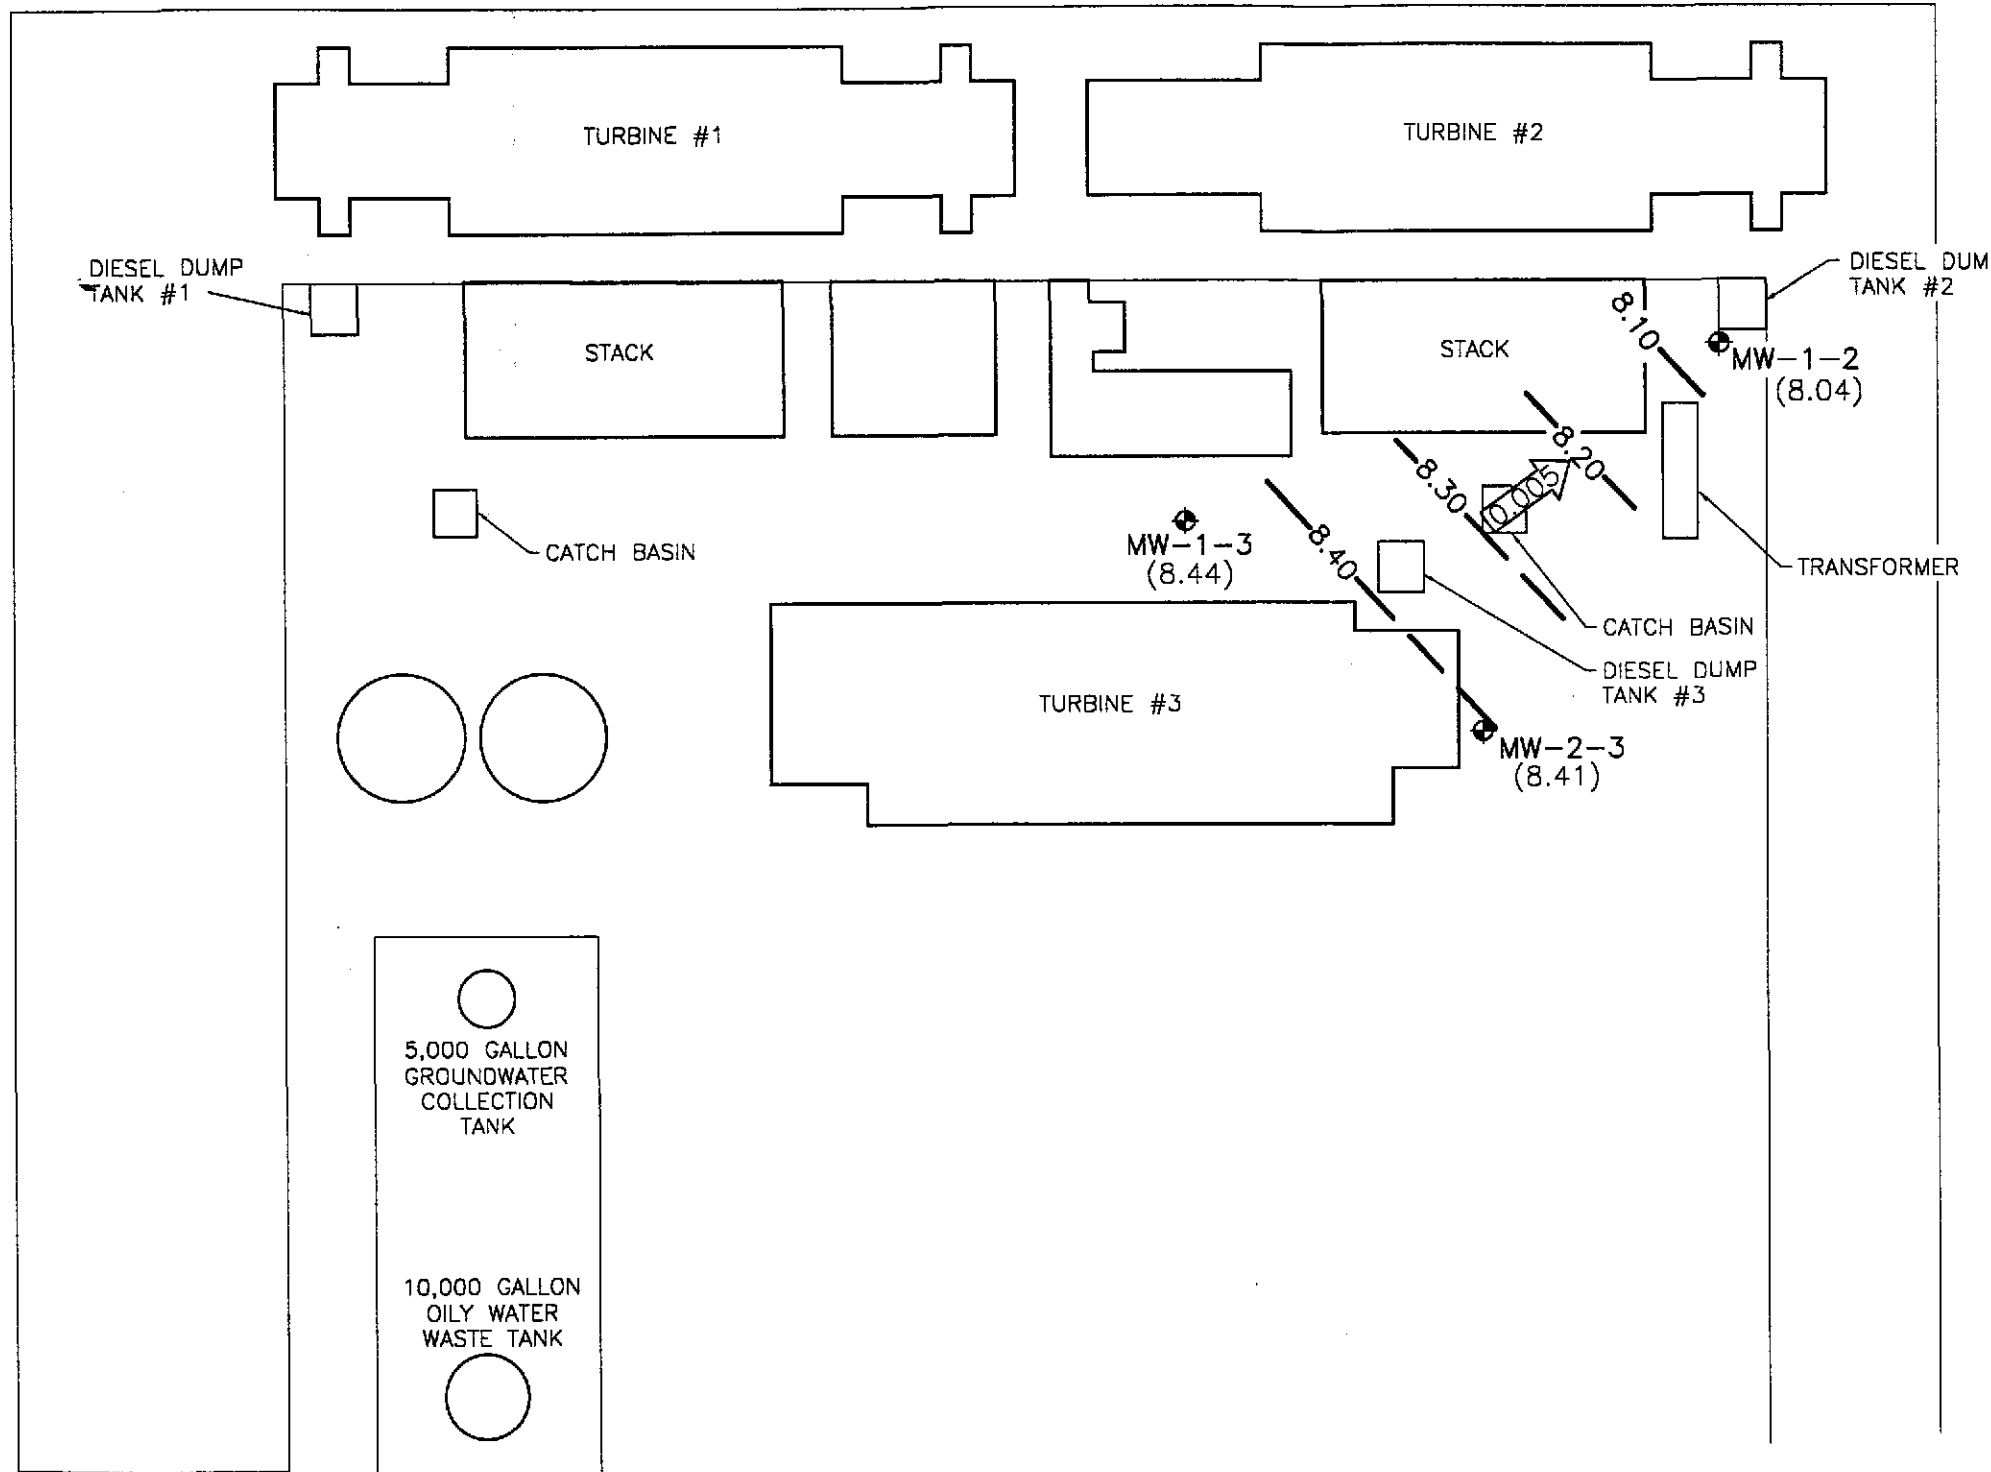 TURBINE #1
TURBINE #2
DIESEL DUMP
TANK #1
DIESEL DUM
TANK #2
STACK
STACK
8.10
MW-1-2
(8.04)
8.20
8.30
0.005
8.40
CATCH BASIN
MW-1-3
(8.44)
TRANSFORMER
CATCH BASIN
DIESEL DUMP
TANK #3
TURBINE #3
MW-2-3
(8.41)
5,000 GALLON
GROUNDWATER
COLLECTION
TANK
10,000 GALLON
OILY WATER
WASTE TANK